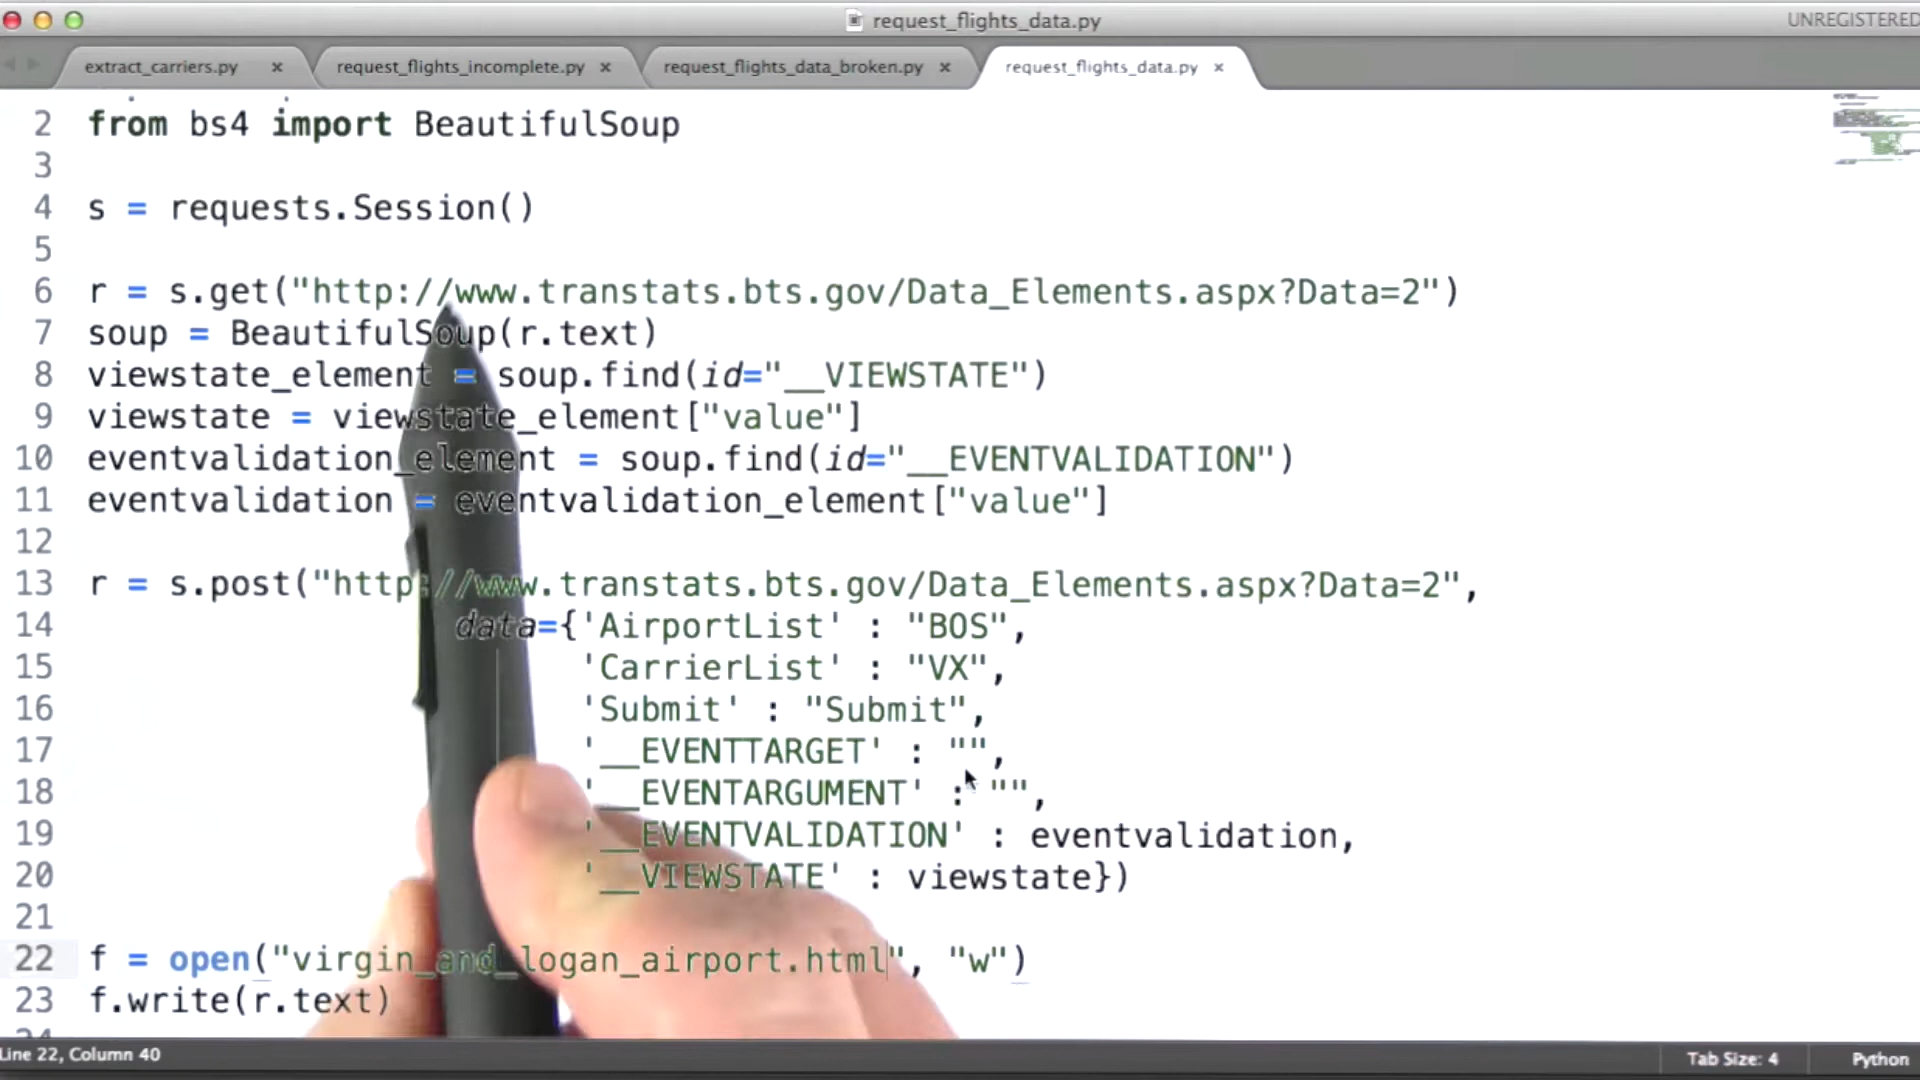 request_flights_data.py
UNREGISTERED
extract_carriers.py ×
request_flights_incomplete.py ×
request_flights_data_broken.py ×
request_flights_data.py ×
2 from bs4 import BeautifulSoup
3
4 s = requests.Session()
5
6 r = s.get("http://www.transtats.bts.gov/Data_Elements.aspx?Data=2")
7 soup = BeautifulSoup(r.text)
8 viewstate_element = soup.find(id="__VIEWSTATE")
9 viewstate = viewstate_element["value"]
10 eventvalidation_element = soup.find(id="__EVENTVALIDATION")
11 eventvalidation = eventvalidation_element["value"]
12
13 r = s.post("http://www.transtats.bts.gov/Data_Elements.aspx?Data=2",
14 data={'AirportList' : "BOS",
15 'CarrierList' : "VX",
16 'Submit' : "Submit",
17 '__EVENTTARGET' : "",
18 '__EVENTARGUMENT' : "",
19 '__EVENTVALIDATION' : eventvalidation,
20 '__VIEWSTATE' : viewstate})
21
22 f = open("virgin_and_logan_airport.html", "w")
23 f.write(r.text)
Line 22, Column 40
Tab Size: 4
Python